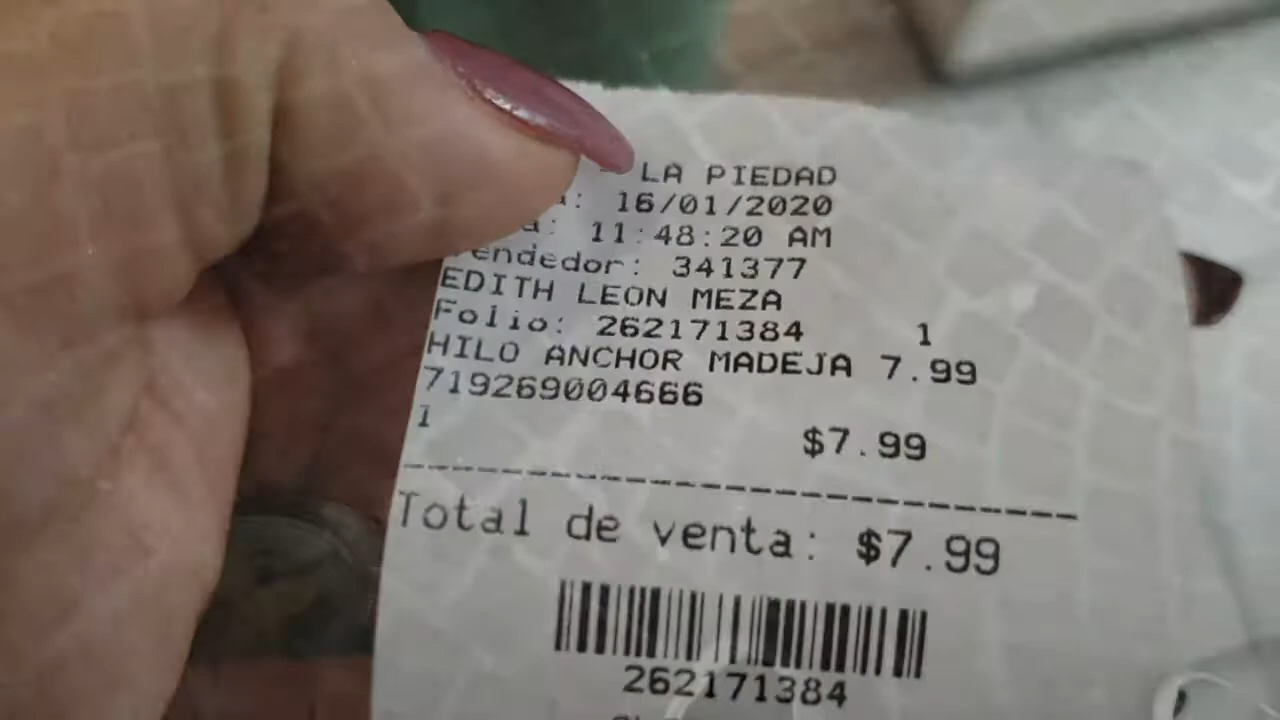 LA PIEDAD
16/01/2020
11:48:20 AM
Vendedor: 341377
EDITH LEON MEZA
Folio: 262171384 1
HILO ANCHOR MADEJA 7.99
719269004666
1 $7.99
Total de venta: $7.99
262171384